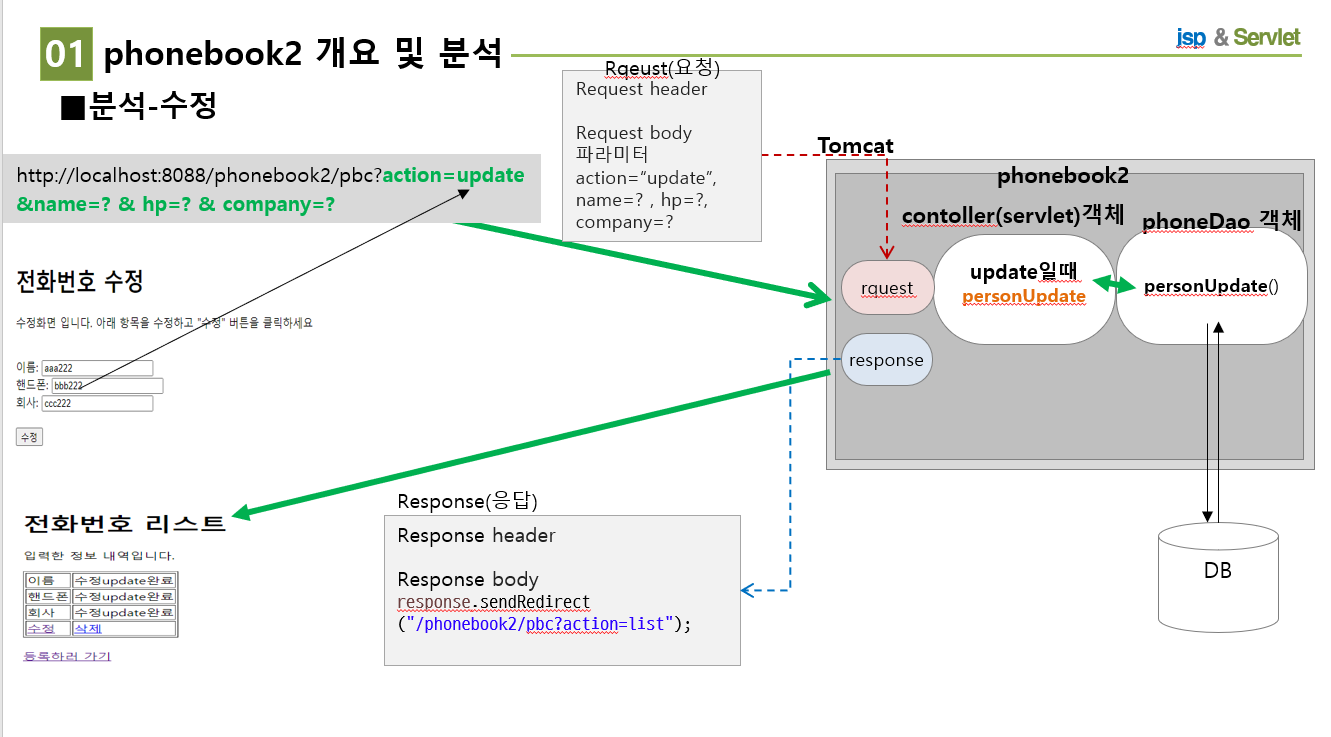 01 phonebook2 개요 및 분석
jsp & Servlet
■분석-수정
Rqeust(요청)
Request header
Request body
파라미터
action=“update”,
name=? , hp=?,
company=?
http://localhost:8088/phonebook2/pbc?action=update
&name=? & hp=? & company=?
Tomcat
phonebook2
contoller(servlet)객체
phoneDao 객체
rquest
update일때
personUpdate
personUpdate()
response
전화번호 수정
수정화면 입니다. 아래 항목을 수정하고 "수정" 버튼을 클릭하세요
이름: aaa222
핸드폰: bbb222
회사: ccc222
수정
Response(응답)
Response header
Response body
response.sendRedirect
("/phonebook2/pbc?action=list");
DB
전화번호 리스트
입력한 정보 내역입니다.
이름 수정update완료
핸드폰 수정update완료
회사 수정update완료
수정 삭제
등록하러 가기